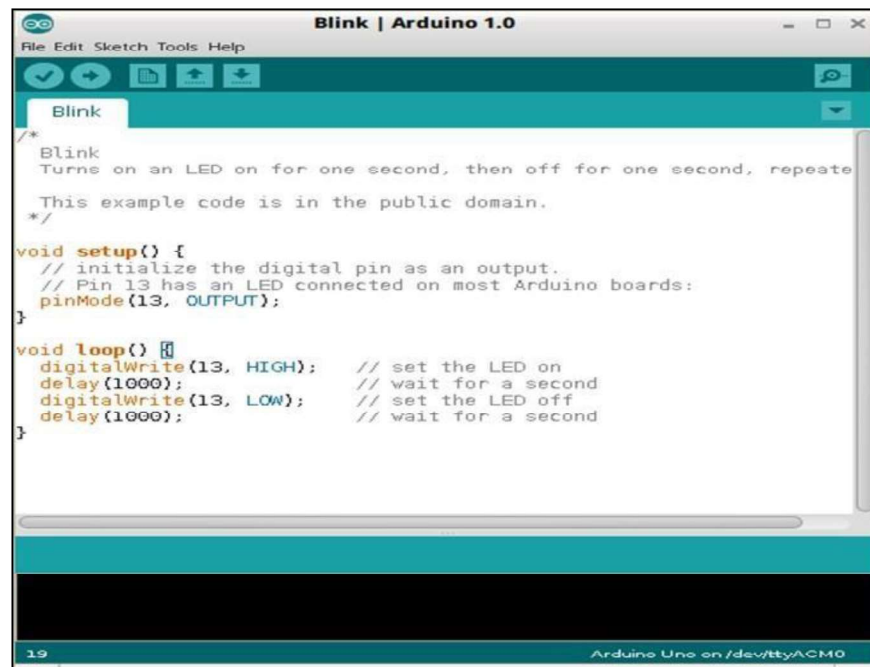 Blink | Arduino 1.0
File Edit Sketch Tools Help
Blink
/*
  Blink
  Turns on an LED on for one second, then off for one second, repeate

  This example code is in the public domain.
 */

void setup() {
  // initialize the digital pin as an output.
  // Pin 13 has an LED connected on most Arduino boards:
  pinMode(13, OUTPUT);
}

void loop() {
  digitalWrite(13, HIGH);   // set the LED on
  delay(1000);              // wait for a second
  digitalWrite(13, LOW);    // set the LED off
  delay(1000);              // wait for a second
}
19 Arduino Uno on /dev/ttyACM0